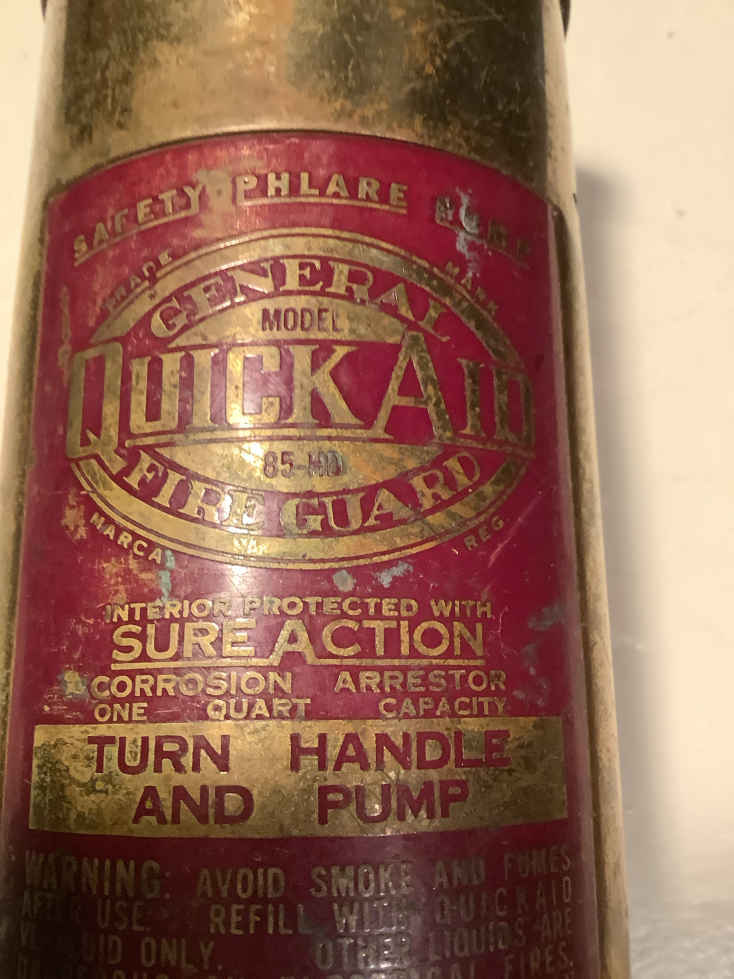 SAFETY PHLARE
TRADE MARK
GENERAL
MODEL
QUICK AID
85-HD
FIRE GUARD
MARCA REG.
INTERIOR PROTECTED WITH
SURE ACTION
CORROSION ARRESTOR
ONE QUART CAPACITY
TURN HANDLE
AND PUMP
WARNING: AVOID SMOKE AND FUMES
AFTER USE. REFILL WITH QUICKAID
UID ONLY. OTHER LIQUIDS ARE
FIRES.